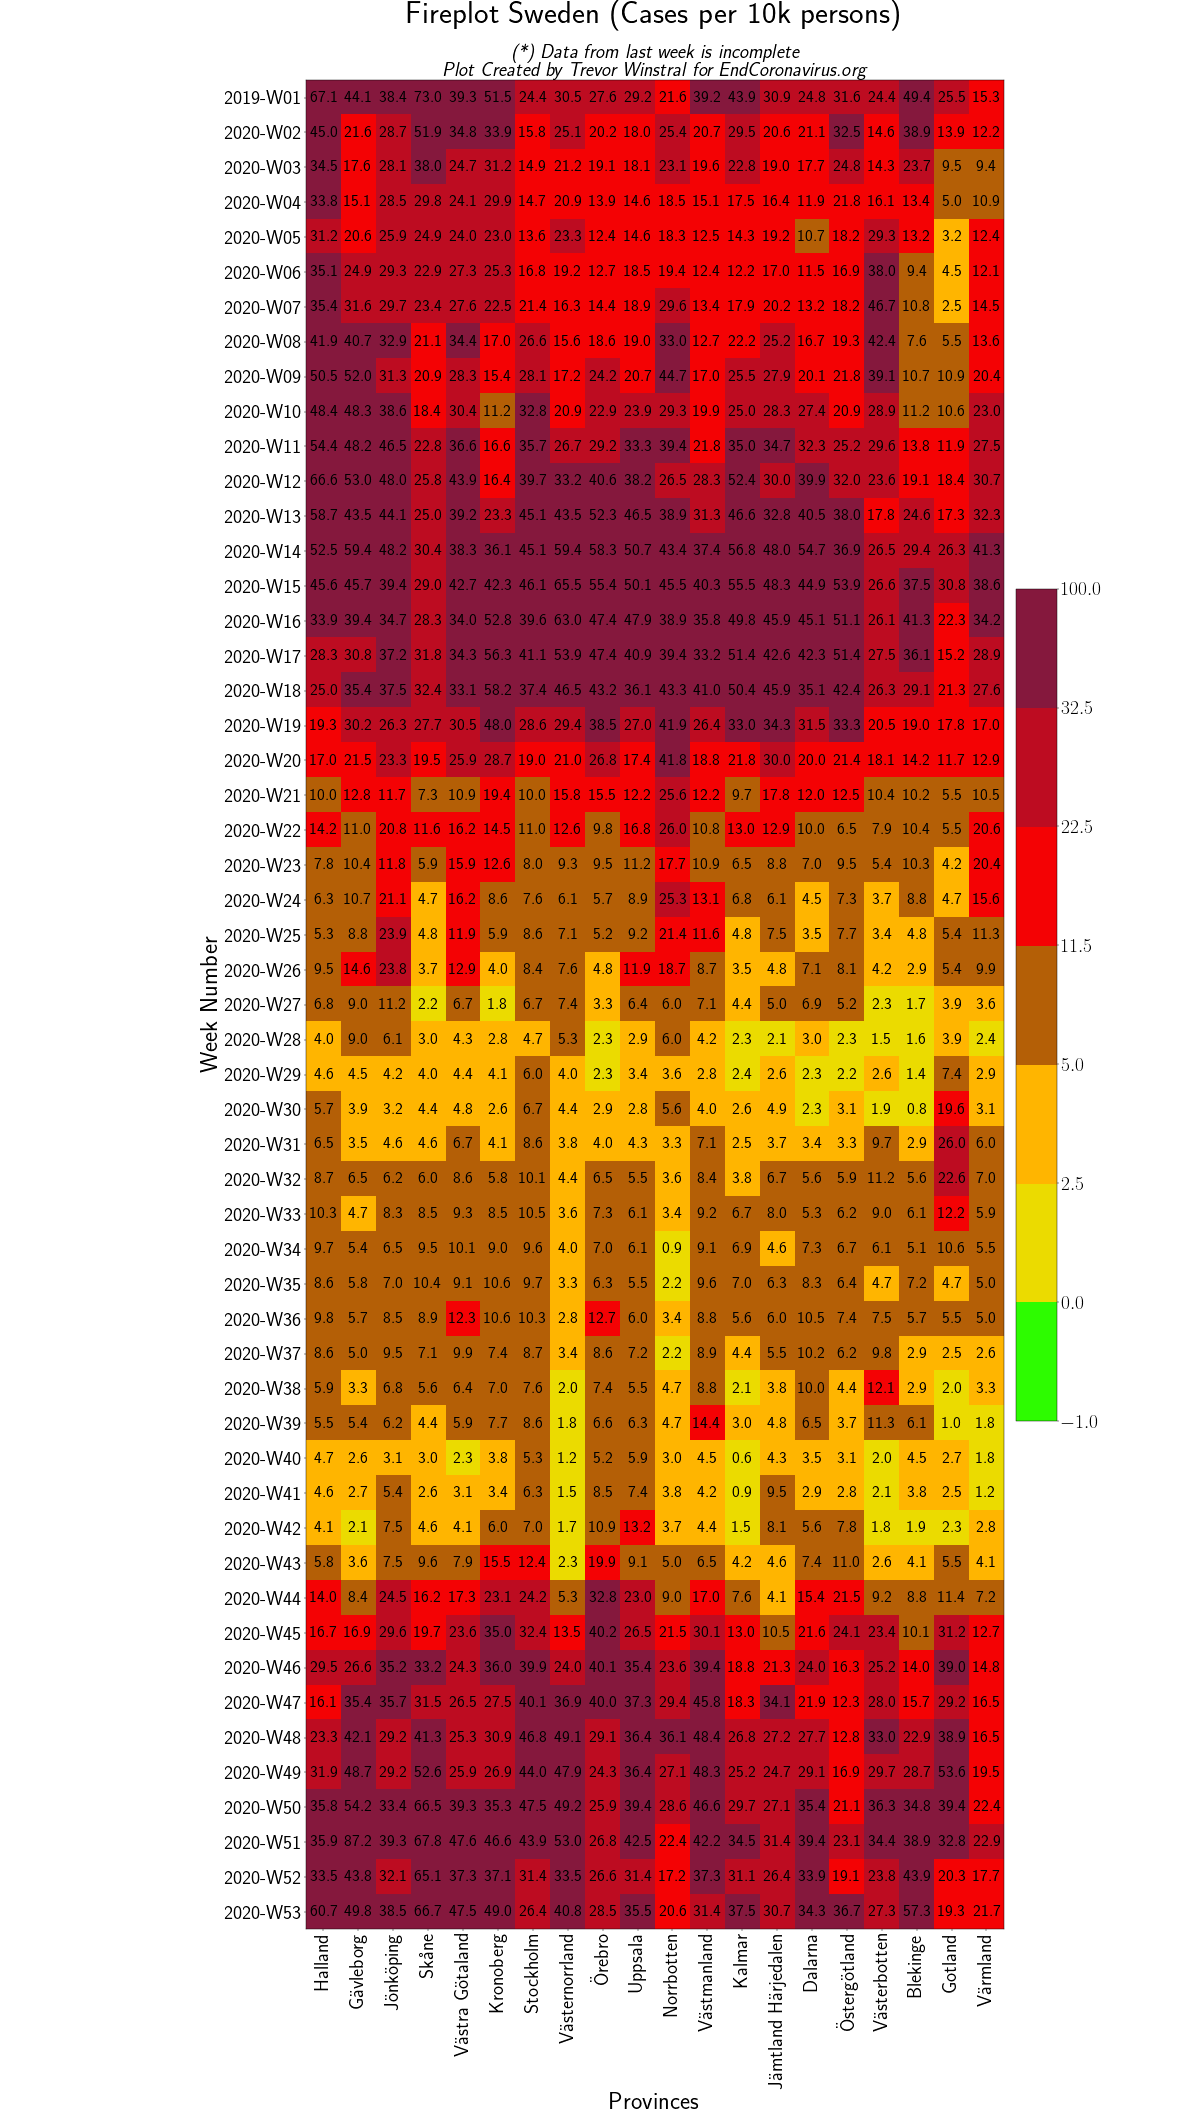 Fireplot Sweden (Cases per 10k persons)
(*) Data from last week is incomplete
Plot Created by Trevor Winstral for EndCoronavirus.org
2019-W01 67.1 44.1 38.4 73.0 39.3 51.5 24.4 30.5 27.6 29.2 21.6 39.2 43.9 30.9 24.8 31.6 24.4 49.4 25.5 15.3
2020-W02 45.0 21.6 28.7 51.9 34.8 33.9 15.8 25.1 20.2 18.0 25.4 20.7 29.5 20.6 21.1 32.5 14.6 38.9 13.9 12.2
2020-W03 34.5 17.6 28.1 38.0 24.7 31.2 14.9 21.2 19.1 18.1 23.1 19.6 22.8 19.0 17.7 24.8 14.3 23.7 9.5 9.4
2020-W04 33.8 15.1 28.5 29.8 24.1 29.9 14.7 20.9 13.9 14.6 18.5 15.1 17.5 16.4 11.9 21.8 16.1 13.4 5.0 10.9
2020-W05 31.2 20.6 25.9 24.9 24.0 23.0 13.6 23.3 12.4 14.6 18.3 12.5 14.3 19.2 10.7 18.2 29.3 13.2 3.2 12.4
2020-W06 35.1 24.9 29.3 22.9 27.3 25.3 16.8 19.2 12.7 18.5 19.4 12.4 12.2 17.0 11.5 16.9 38.0 9.4 4.5 12.1
2020-W07 35.4 31.6 29.7 23.4 27.6 22.5 21.4 16.3 14.4 18.9 29.6 13.4 17.9 20.2 13.2 18.2 46.7 10.8 2.5 14.5
2020-W08 41.9 40.7 32.9 21.1 34.4 17.0 26.6 15.6 18.6 19.0 33.0 12.7 22.2 25.2 16.7 19.3 42.4 7.6 5.5 13.6
2020-W09 50.5 52.0 31.3 20.9 28.3 15.4 28.1 17.2 24.2 20.7 44.7 17.0 25.5 27.9 20.1 21.8 39.1 10.7 10.9 20.4
2020-W10 48.4 48.3 38.6 18.4 30.4 11.2 32.8 20.9 22.9 23.9 29.3 19.9 25.0 28.3 27.4 20.9 28.9 11.2 10.6 23.0
2020-W11 54.4 48.2 46.5 22.8 36.6 16.6 35.7 26.7 29.2 33.3 39.4 21.8 35.0 34.7 32.3 25.2 29.6 13.8 11.9 27.5
2020-W12 66.6 53.0 48.0 25.8 43.9 16.4 39.7 33.2 40.6 38.2 26.5 28.3 52.4 30.0 39.9 32.0 23.6 19.1 18.4 30.7
2020-W13 58.7 43.5 44.1 25.0 39.2 23.3 45.1 43.5 52.3 46.5 38.9 31.3 46.6 32.8 40.5 38.0 17.8 24.6 17.3 32.3
2020-W14 52.5 59.4 48.2 30.4 38.3 36.1 45.1 59.4 58.3 50.7 43.4 37.4 56.8 48.0 54.7 36.9 26.5 29.4 26.3 41.3
2020-W15 45.6 45.7 39.4 29.0 42.7 42.3 46.1 65.5 55.4 50.1 45.5 40.3 55.5 48.3 44.9 53.9 26.6 37.5 30.8 38.6
2020-W16 33.9 39.4 34.7 28.3 34.0 52.8 39.6 63.0 47.4 47.9 38.9 35.8 49.8 45.9 45.1 51.1 26.1 41.3 22.3 34.2
2020-W17 28.3 30.8 37.2 31.8 34.3 56.3 41.1 53.9 47.4 40.9 39.4 33.2 51.4 42.6 42.3 51.4 27.5 36.1 15.2 28.9
2020-W18 25.0 35.4 37.5 32.4 33.1 58.2 37.4 46.5 43.2 36.1 43.3 41.0 50.4 45.9 35.1 42.4 26.3 29.1 21.3 27.6
2020-W19 19.3 30.2 26.3 27.7 30.5 48.0 28.6 29.4 38.5 27.0 41.9 26.4 33.0 34.3 31.5 33.3 20.5 19.0 17.8 17.0
2020-W20 17.0 21.5 23.3 19.5 25.9 28.7 19.0 21.0 26.8 17.4 41.8 18.8 21.8 30.0 20.0 21.4 18.1 14.2 11.7 12.9
2020-W21 10.0 12.8 11.7 7.3 10.9 19.4 10.0 15.8 15.5 12.2 25.6 12.2 9.7 17.8 12.0 12.5 10.4 10.2 5.5 10.5
2020-W22 14.2 11.0 20.8 11.6 16.2 14.5 11.0 12.6 9.8 16.8 26.0 10.8 13.0 12.9 10.0 6.5 7.9 10.4 5.5 20.6
2020-W23 7.8 10.4 11.8 5.9 15.9 12.6 8.0 9.3 9.5 11.2 17.7 10.9 6.5 8.8 7.0 9.5 5.4 10.3 4.2 20.4
2020-W24 6.3 10.7 21.1 4.7 16.2 8.6 7.6 6.1 5.7 8.9 25.3 13.1 6.8 6.1 4.5 7.3 3.7 8.8 4.7 15.6
2020-W25 5.3 8.8 23.9 4.8 11.9 5.9 8.6 7.1 5.2 9.2 21.4 11.6 4.8 7.5 3.5 7.7 3.4 4.8 5.4 11.3
2020-W26 9.5 14.6 23.8 3.7 12.9 4.0 8.4 7.6 4.8 11.9 18.7 8.7 3.5 4.8 7.1 8.1 4.2 2.9 5.4 9.9
2020-W27 6.8 9.0 11.2 2.2 6.7 1.8 6.7 7.4 3.3 6.4 6.0 7.1 4.4 5.0 6.9 5.2 2.3 1.7 3.9 3.6
2020-W28 4.0 9.0 6.1 3.0 4.3 2.8 4.7 5.3 2.3 2.9 6.0 4.2 2.3 2.1 3.0 2.3 1.5 1.6 3.9 2.4
2020-W29 4.6 4.5 4.2 4.0 4.4 4.1 6.0 4.0 2.3 3.4 3.6 2.8 2.4 2.6 2.3 2.2 2.6 1.4 7.4 2.9
2020-W30 5.7 3.9 3.2 4.4 4.8 2.6 6.7 4.4 2.9 2.8 5.6 4.0 2.6 4.9 2.3 3.1 1.9 0.8 19.6 3.1
2020-W31 6.5 3.5 4.6 4.6 6.7 4.1 8.6 3.8 4.0 4.3 3.3 7.1 2.5 3.7 3.4 3.3 9.7 2.9 26.0 6.0
2020-W32 8.7 6.5 6.2 6.0 8.6 5.8 10.1 4.4 6.5 5.5 3.6 8.4 3.8 6.7 5.6 5.9 11.2 5.6 22.6 7.0
2020-W33 10.3 4.7 8.3 8.5 9.3 8.5 10.5 3.6 7.3 6.1 3.4 9.2 6.7 8.0 5.3 6.2 9.0 6.1 12.2 5.9
2020-W34 9.7 5.4 6.5 9.5 10.1 9.0 9.6 4.0 7.0 6.1 0.9 9.1 6.9 4.6 7.3 6.7 6.1 5.1 10.6 5.5
2020-W35 8.6 5.8 7.0 10.4 9.1 10.6 9.7 3.3 6.3 5.5 2.2 9.6 7.0 6.3 8.3 6.4 4.7 7.2 4.7 5.0
2020-W36 9.8 5.7 8.5 8.9 12.3 10.6 10.3 2.8 12.7 6.0 3.4 8.8 5.6 6.0 10.5 7.4 7.5 5.7 5.5 5.0
2020-W37 8.6 5.0 9.5 7.1 9.9 7.4 8.7 3.4 8.6 7.2 2.2 8.9 4.4 5.5 10.2 6.2 9.8 2.9 2.5 2.6
2020-W38 5.9 3.3 6.8 5.6 6.4 7.0 7.6 2.0 7.4 5.5 4.7 8.8 2.1 3.8 10.0 4.4 12.1 2.9 2.0 3.3
2020-W39 5.5 5.4 6.2 4.4 5.9 7.7 8.6 1.8 6.6 6.3 4.7 14.4 3.0 4.8 6.5 3.7 11.3 6.1 1.0 1.8
2020-W40 4.7 2.6 3.1 3.0 2.3 3.8 5.3 1.2 5.2 5.9 3.0 4.5 0.6 4.3 3.5 3.1 2.0 4.5 2.7 1.8
2020-W41 4.6 2.7 5.4 2.6 3.1 3.4 6.3 1.5 8.5 7.4 3.8 4.2 0.9 9.5 2.9 2.8 2.1 3.8 2.5 1.2
2020-W42 4.1 2.1 7.5 4.6 4.1 6.0 7.0 1.7 10.9 13.2 3.7 4.4 1.5 8.1 5.6 7.8 1.8 1.9 2.3 2.8
2020-W43 5.8 3.6 7.5 9.6 7.9 15.5 12.4 2.3 19.9 9.1 5.0 6.5 4.2 4.6 7.4 11.0 2.6 4.1 5.5 4.1
2020-W44 14.0 8.4 24.5 16.2 17.3 23.1 24.2 5.3 32.8 23.0 9.0 17.0 7.6 4.1 15.4 21.5 9.2 8.8 11.4 7.2
2020-W45 16.7 16.9 29.6 19.7 23.6 35.0 32.4 13.5 40.2 26.5 21.5 30.1 13.0 10.5 21.6 24.1 23.4 10.1 31.2 12.7
2020-W46 29.5 26.6 35.2 33.2 24.3 36.0 39.9 24.0 40.1 35.4 23.6 39.4 18.8 21.3 24.0 16.3 25.2 14.0 39.0 14.8
2020-W47 16.1 35.4 35.7 31.5 26.5 27.5 40.1 36.9 40.0 37.3 29.4 45.8 18.3 34.1 21.9 12.3 28.0 15.7 29.2 16.5
2020-W48 23.3 42.1 29.2 41.3 25.3 30.9 46.8 49.1 29.1 36.4 36.1 48.4 26.8 27.2 27.7 12.8 33.0 22.9 38.9 16.5
2020-W49 31.9 48.7 29.2 52.6 25.9 26.9 44.0 47.9 24.3 36.4 27.1 48.3 25.2 24.7 29.1 16.9 29.7 28.7 53.6 19.5
2020-W50 35.8 54.2 33.4 66.5 39.3 35.3 47.5 49.2 25.9 39.4 28.6 46.6 29.7 27.1 35.4 21.1 36.3 34.8 39.4 22.4
2020-W51 35.9 87.2 39.3 67.8 47.6 46.6 43.9 53.0 26.8 42.5 22.4 42.2 34.5 31.4 39.4 23.1 34.4 38.9 32.8 22.9
2020-W52 33.5 43.8 32.1 65.1 37.3 37.1 31.4 33.5 26.6 31.4 17.2 37.3 31.1 26.4 33.9 19.1 23.8 43.9 20.3 17.7
2020-W53 60.7 49.8 38.5 66.7 47.5 49.0 26.4 40.8 28.5 35.5 20.6 31.4 37.5 30.7 34.3 36.7 27.3 57.3 19.3 21.7
Week Number
Halland
Gävleborg
Jönköping
Skåne
Västra Götaland
Kronoberg
Stockholm
Västernorrland
Örebro
Uppsala
Norrbotten
Västmanland
Kalmar
Jämtland Härjedalen
Dalarna
Östergötland
Västerbotten
Blekinge
Gotland
Värmland
Provinces
100.0
32.5
22.5
11.5
5.0
2.5
0.0
−1.0